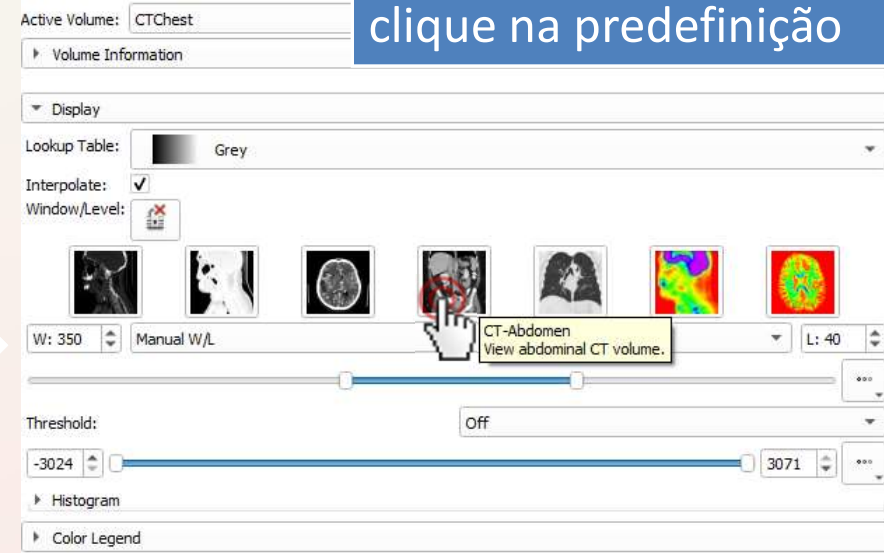 clique na predefinição
Active Volume: CTChest
Volume Information
Display
Lookup Table: Grey
Interpolate:
Window/Level:
CT-Abdomen
View abdominal CT volume.
W: 350 Manual W/L L: 40
Threshold: Off
-3024 3071
Histogram
Color Legend